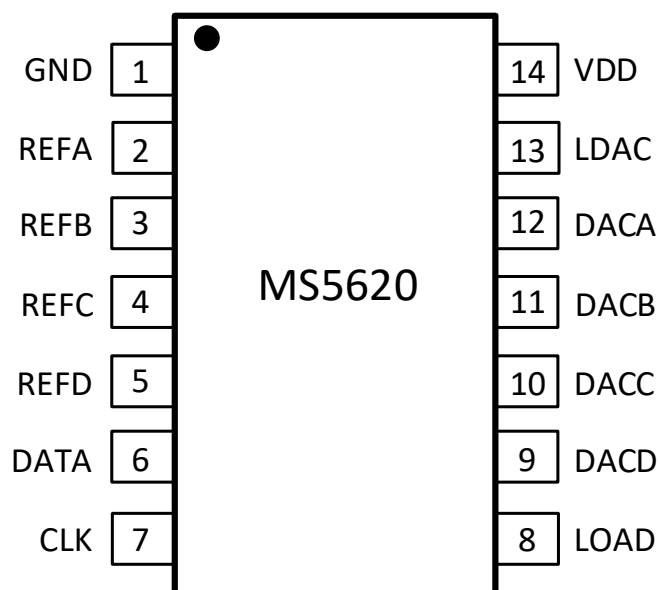 GND 1 14 VDD
REFA 2 13 LDAC
REFB 3 12 DACA
MS5620
REFC 4 11 DACB
REFD 5 10 DACC
DATA 6 9 DACD
CLK 7 8 LOAD